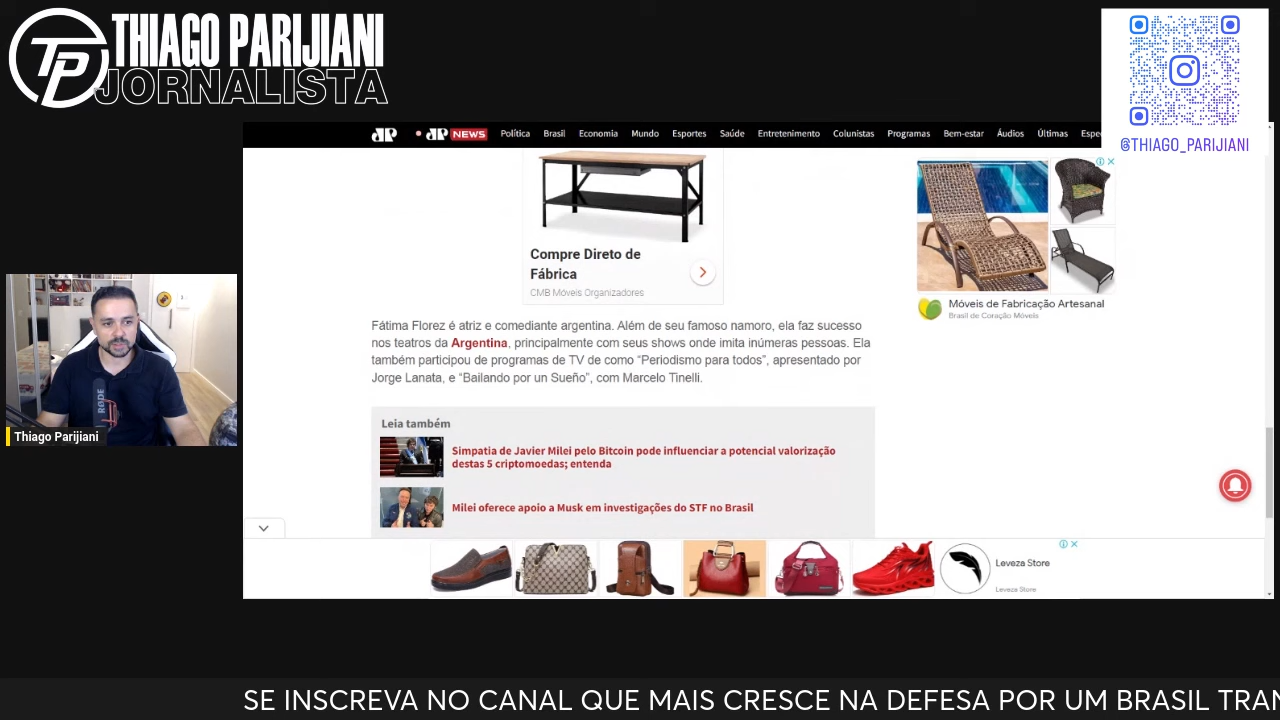 THIAGO PARIJIANI
JORNALISTA
TP
@THIAGO_PARIJIANI
JP JP NEWS Política Brasil Economia Mundo Esportes Saúde Entretenimento Colunistas Programas Bem-estar Áudios Últimas Espec
Compre Direto de
Fábrica
CMB Móveis Organizadores
Móveis de Fabricação Artesanal
Brasil de Coração Móveis
Fátima Florez é atriz e comediante argentina. Além de seu famoso namoro, ela faz sucesso
nos teatros da Argentina, principalmente com seus shows onde imita inúmeras pessoas. Ela
também participou de programas de TV de como “Periodismo para todos”, apresentado por
Jorge Lanata, e “Bailando por un Sueño”, com Marcelo Tinelli.
Leia também
Simpatia de Javier Milei pelo Bitcoin pode influenciar a potencial valorização
destas 5 criptomoedas; entenda
Milei oferece apoio a Musk em investigações do STF no Brasil
RØDE
Thiago Parijiani
Leveza Store
Leveza Store
SE INSCREVA NO CANAL QUE MAIS CRESCE NA DEFESA POR UM BRASIL TRAN